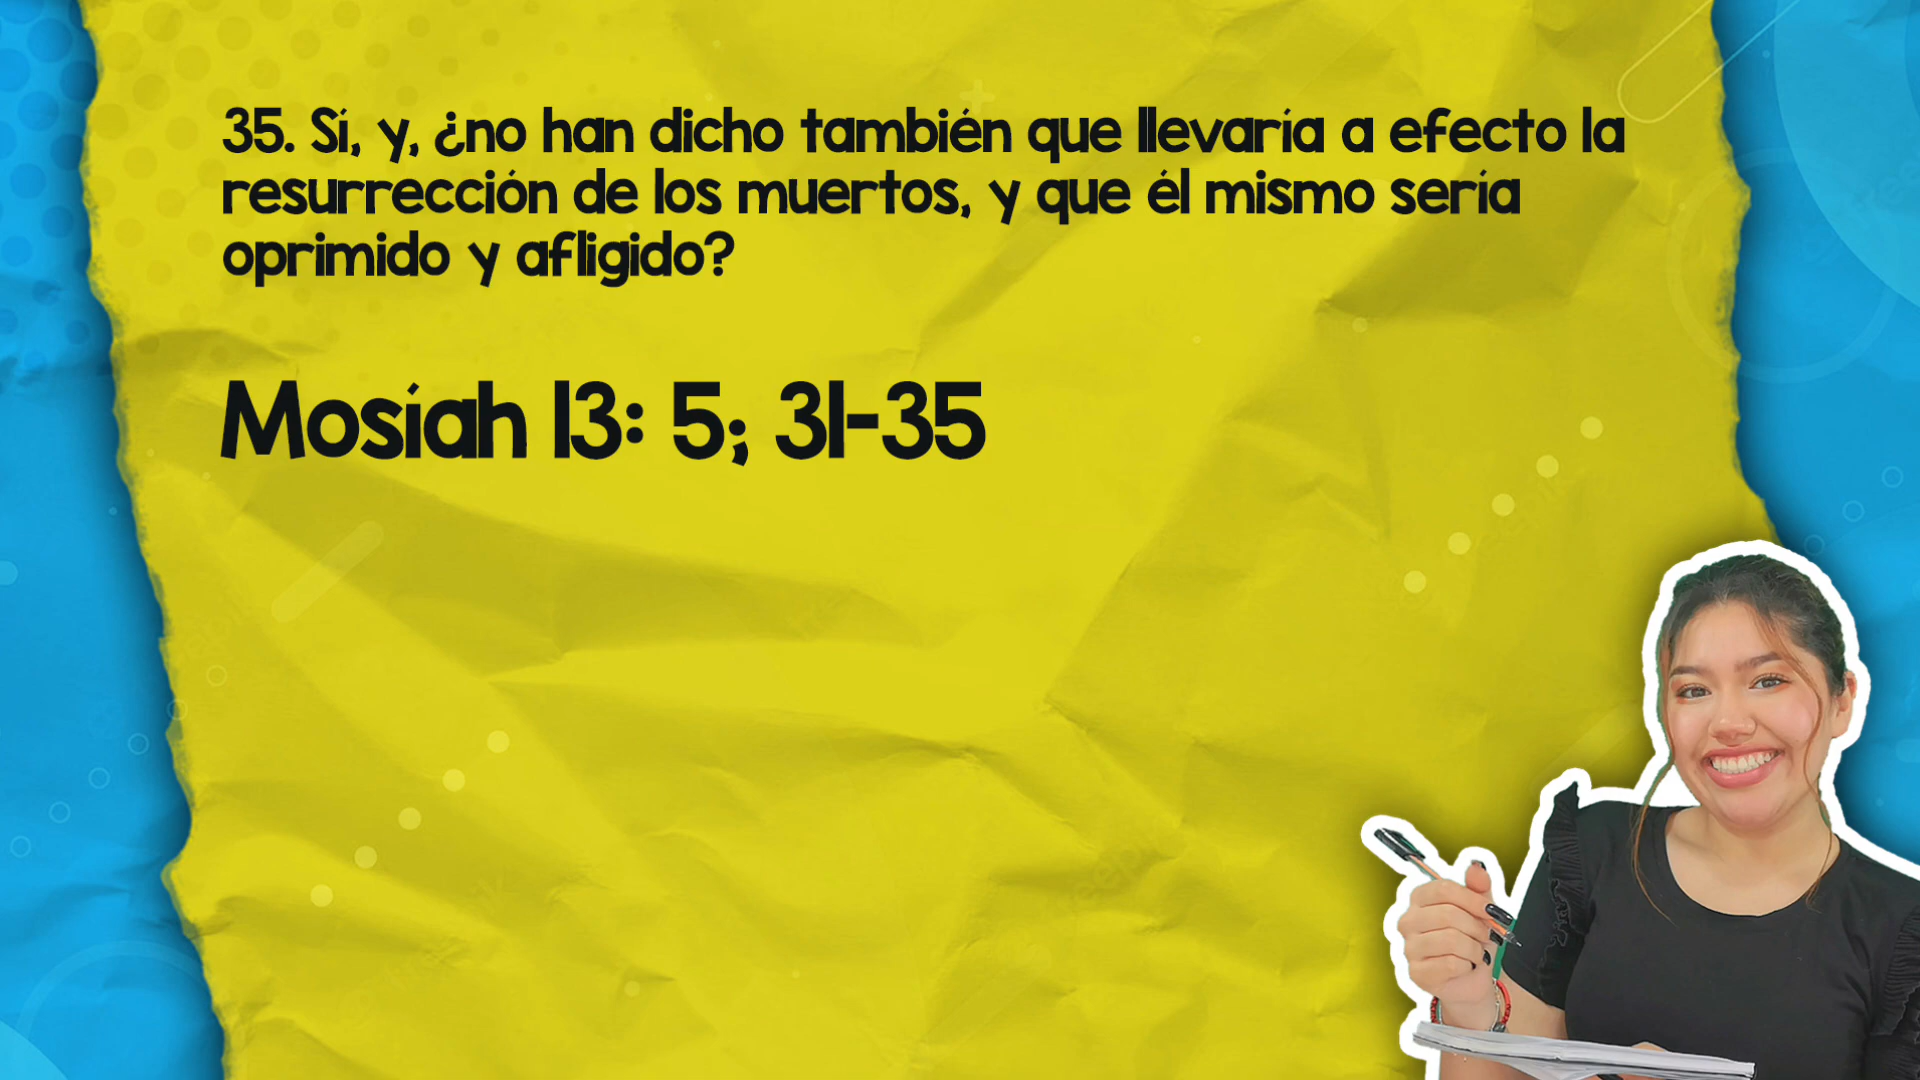 35. Sí, y, ¿no han dicho también que llevaría a efecto la
resurrección de los muertos, y que él mismo sería
oprimido y afligido?
Mosíah 13: 5; 31-35